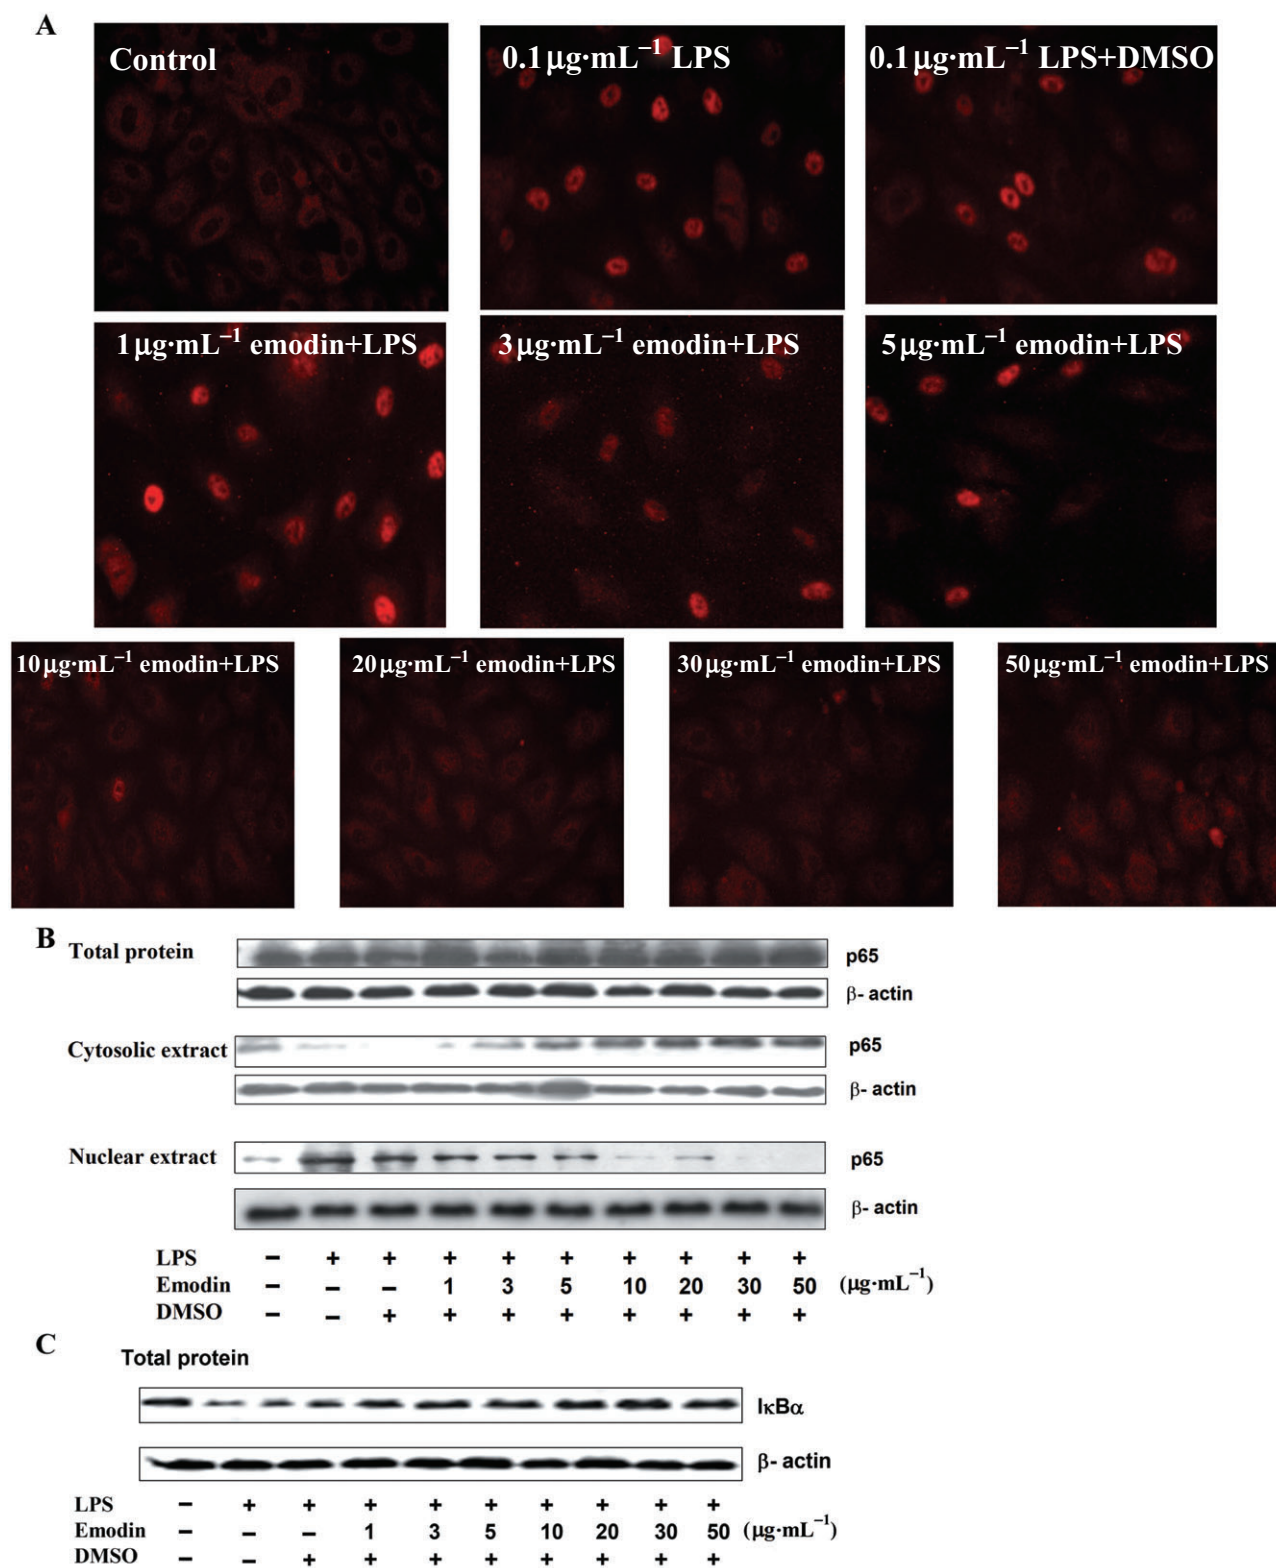 A
Control
0.1 µg·mL⁻¹ LPS
0.1 µg·mL⁻¹ LPS+DMSO
1 µg·mL⁻¹ emodin+LPS
3 µg·mL⁻¹ emodin+LPS
5 µg·mL⁻¹ emodin+LPS
10 µg·mL⁻¹ emodin+LPS
20 µg·mL⁻¹ emodin+LPS
30 µg·mL⁻¹ emodin+LPS
50 µg·mL⁻¹ emodin+LPS
B
Total protein p65
β- actin
Cytosolic extract p65
β- actin
Nuclear extract p65
β- actin
LPS − + + + + + + + + +
Emodin − − − 1 3 5 10 20 30 50 (µg·mL⁻¹)
DMSO − − + + + + + + + +
C
Total protein
IκBα
β- actin
LPS − + + + + + + + + +
Emodin − − − 1 3 5 10 20 30 50 (µg·mL⁻¹)
DMSO − − + + + + + + + +